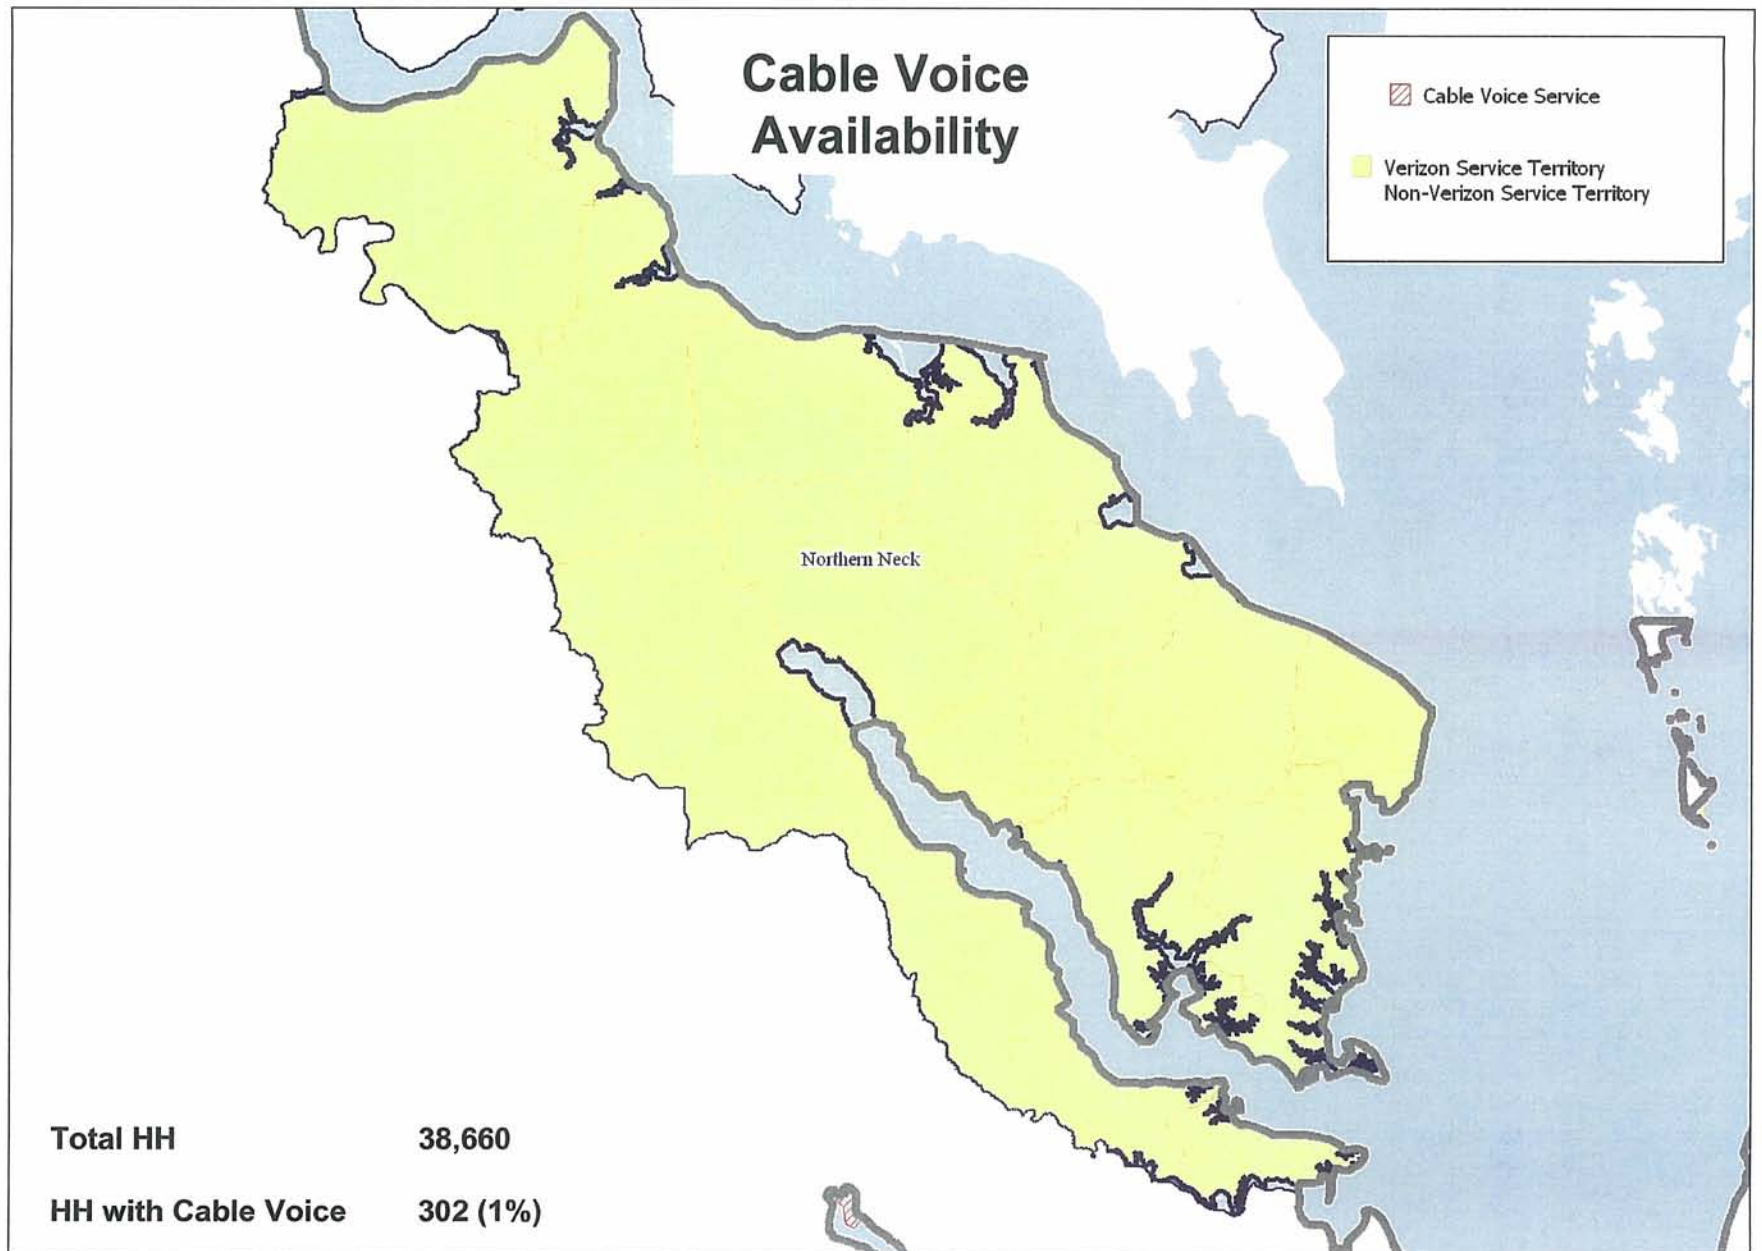 Cable Voice
Availability
Cable Voice Service
Verizon Service Territory
Non-Verizon Service Territory
Northern Neck
Total HH 38,660
HH with Cable Voice 302 (1%)